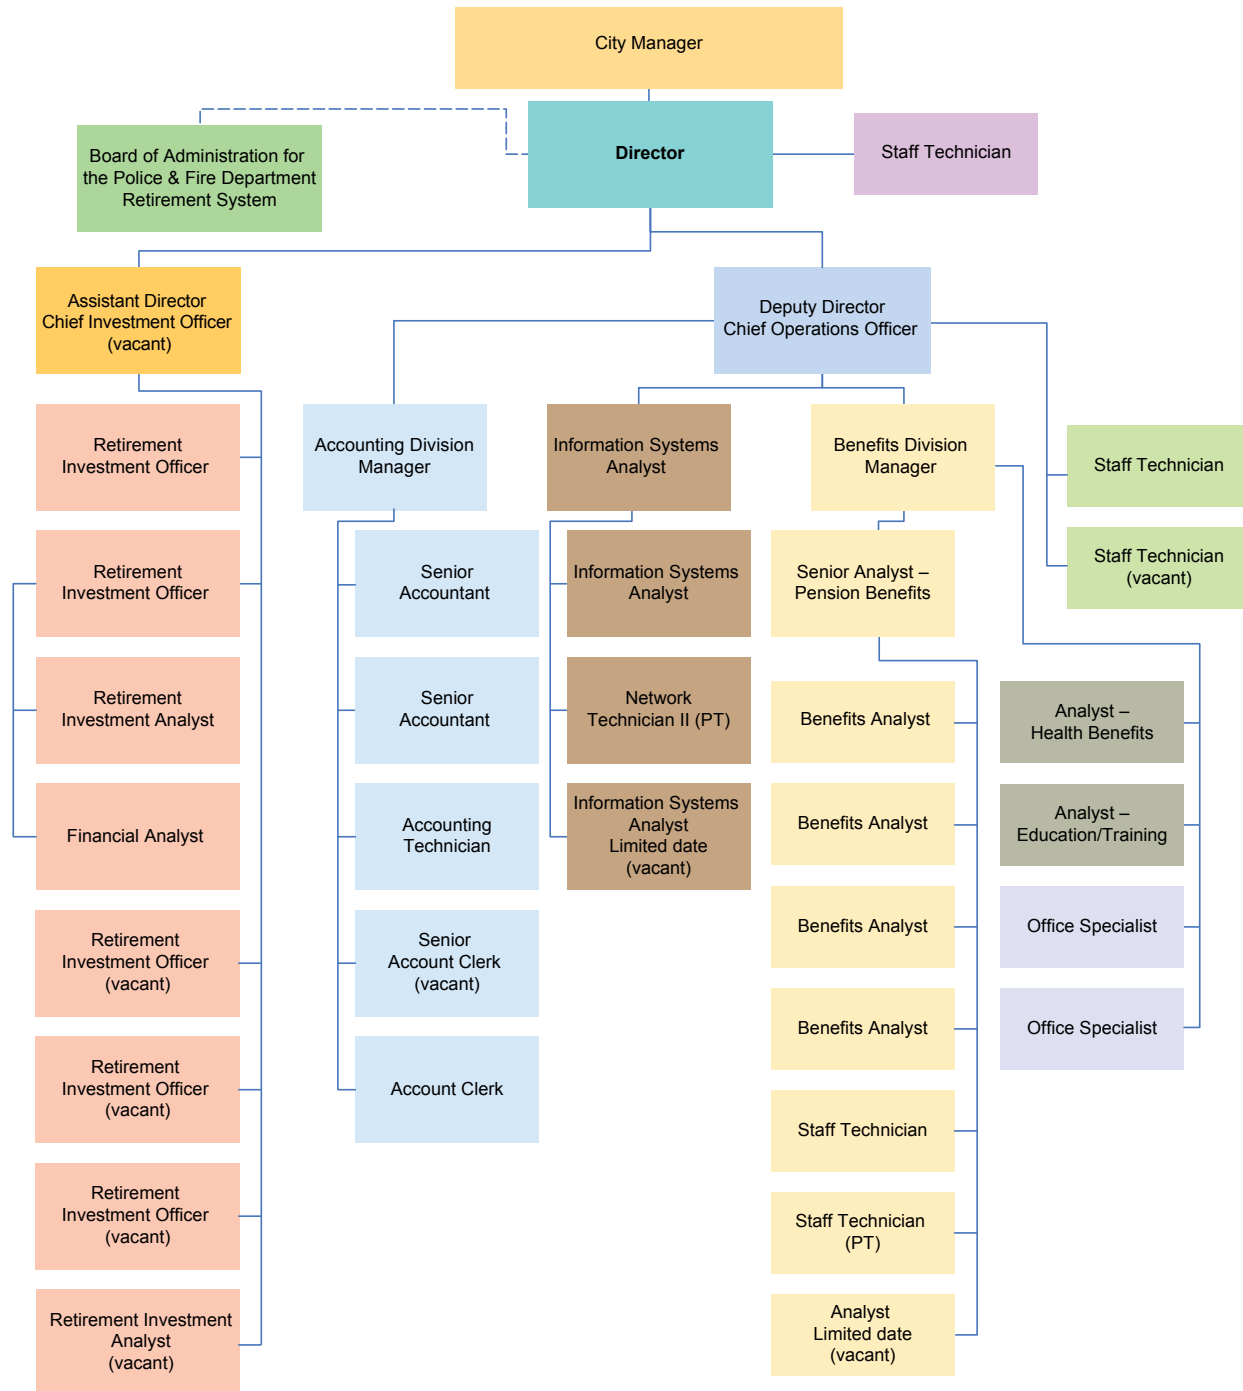 City Manager
Director
Staff Technician
Board of Administration for
the Police & Fire Department
Retirement System
Assistant Director
Chief Investment Officer
(vacant)
Deputy Director
Chief Operations Officer
Retirement
Investment Officer
Retirement
Investment Officer
Retirement
Investment Analyst
Financial Analyst
Retirement
Investment Officer
(vacant)
Retirement
Investment Officer
(vacant)
Retirement
Investment Officer
(vacant)
Retirement Investment
Analyst
(vacant)
Accounting Division
Manager
Senior
Accountant
Senior
Accountant
Accounting
Technician
Senior
Account Clerk
(vacant)
Account Clerk
Information Systems
Analyst
Information Systems
Analyst
Network
Technician II (PT)
Information Systems
Analyst
Limited date
(vacant)
Benefits Division
Manager
Senior Analyst –
Pension Benefits
Benefits Analyst
Benefits Analyst
Benefits Analyst
Benefits Analyst
Staff Technician
Staff Technician
(PT)
Analyst
Limited date
(vacant)
Staff Technician
Staff Technician
(vacant)
Analyst –
Health Benefits
Analyst –
Education/Training
Office Specialist
Office Specialist